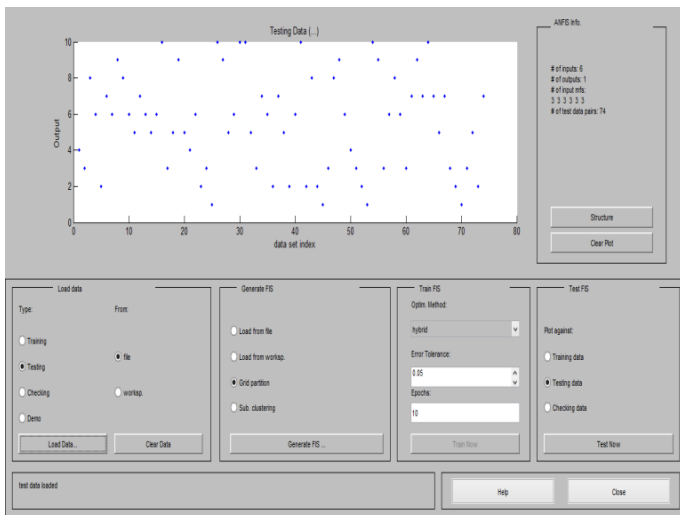 Testing Data (...)
10
8
6
4
2
0
Output
0 10 20 30 40 50 60 70 80
data set index
ANFIS Info.
# of inputs: 6
# of outputs: 1
# of input mfs:
3 3 3 3 3 3
# of test data pairs: 74
Structure
Clear Plot
Load data
Type:
From:
Training
Testing
Checking
Demo
file
worksp.
Load Data...
Clear Data
Generate FIS
Load from file
Load from worksp.
Grid partition
Sub. clustering
Generate FIS ...
Train FIS
Optim. Method:
hybrid
Error Tolerance:
0.05
Epochs:
10
Train Now
Test FIS
Plot against:
Training data
Testing data
Checking data
Test Now
test data loaded
Help
Close